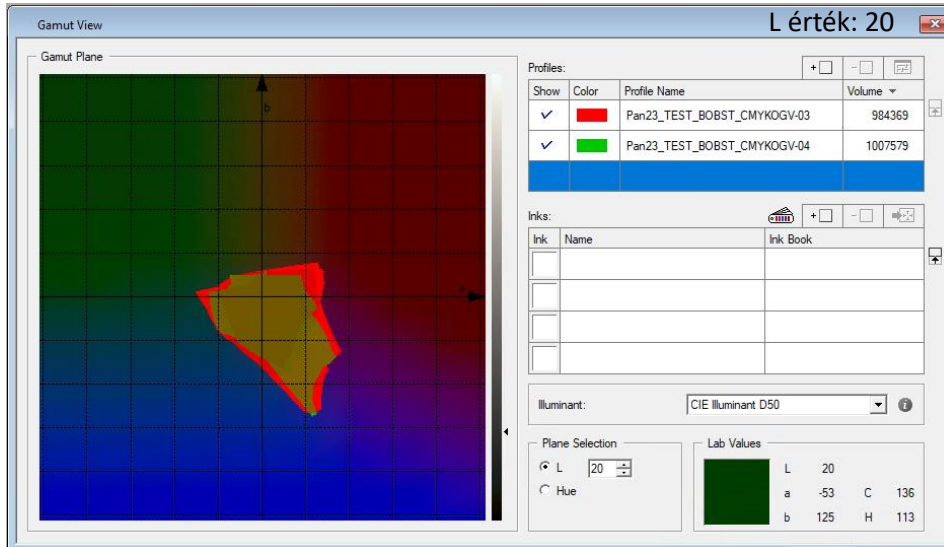 Gamut View
L érték: 20
Gamut Plane
b
a
Profiles:
Show Color Profile Name Volume
Pan23_TEST_BOBST_CMYKOGV-03 984369
Pan23_TEST_BOBST_CMYKOGV-04 1007579
Inks:
Ink Name Ink Book
Illuminant: CIE Illuminant D50
Plane Selection
L 20
Hue
Lab Values
L 20
a -53 C 136
b 125 H 113